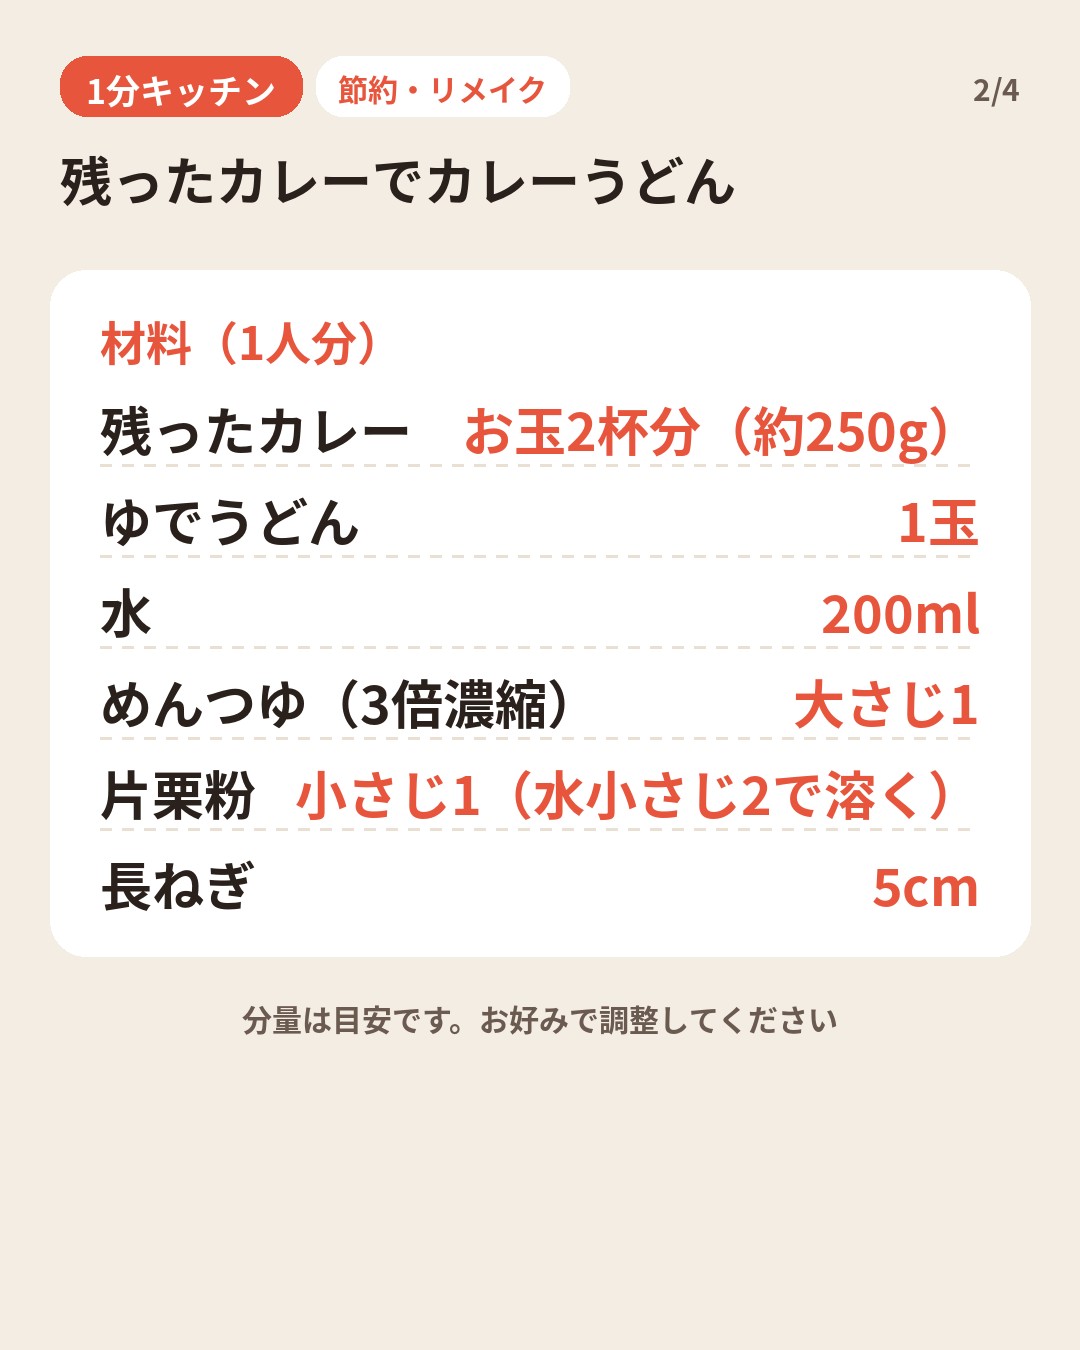 1分キッチン 節約・リメイク 2/4
残ったカレーでカレーうどん
材料（1人分）
残ったカレー お玉2杯分（約250g）
ゆでうどん 1玉
水 200ml
めんつゆ（3倍濃縮） 大さじ1
片栗粉 小さじ1（水小さじ2で溶く）
長ねぎ 5cm
分量は目安です。お好みで調整してください